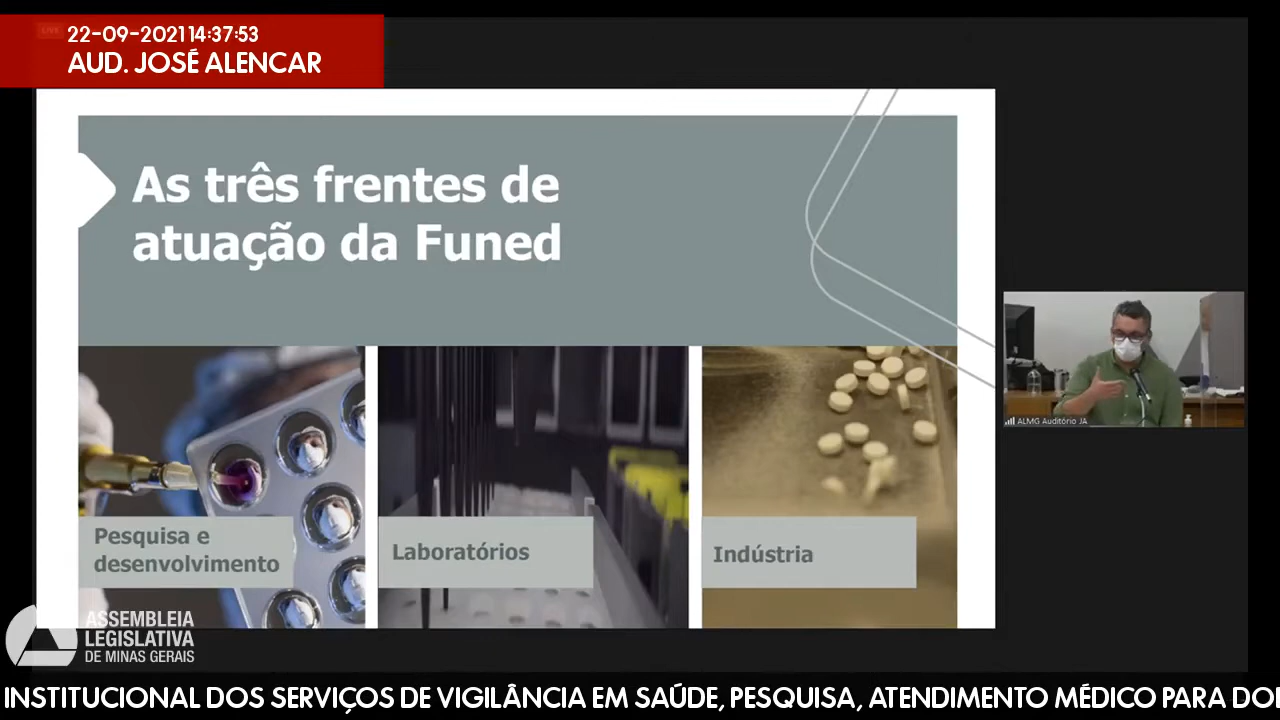 LIVE
22-09-2021 14:37:53
AUD. JOSÉ ALENCAR
As três frentes de
atuação da Funed
Pesquisa e
desenvolvimento
Laboratórios
Indústria
ALMG Auditório JA
ASSEMBLEIA
LEGISLATIVA
DE MINAS GERAIS
INSTITUCIONAL DOS SERVIÇOS DE VIGILÂNCIA EM SAÚDE, PESQUISA, ATENDIMENTO MÉDICO PARA